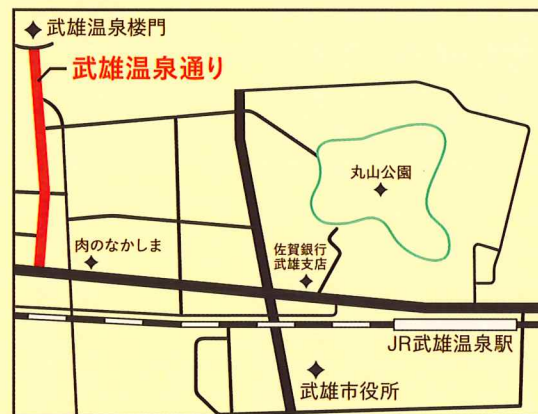 武雄温泉楼門
武雄温泉通り
丸山公園
肉のなかしま
佐賀銀行
武雄支店
JR武雄温泉駅
武雄市役所